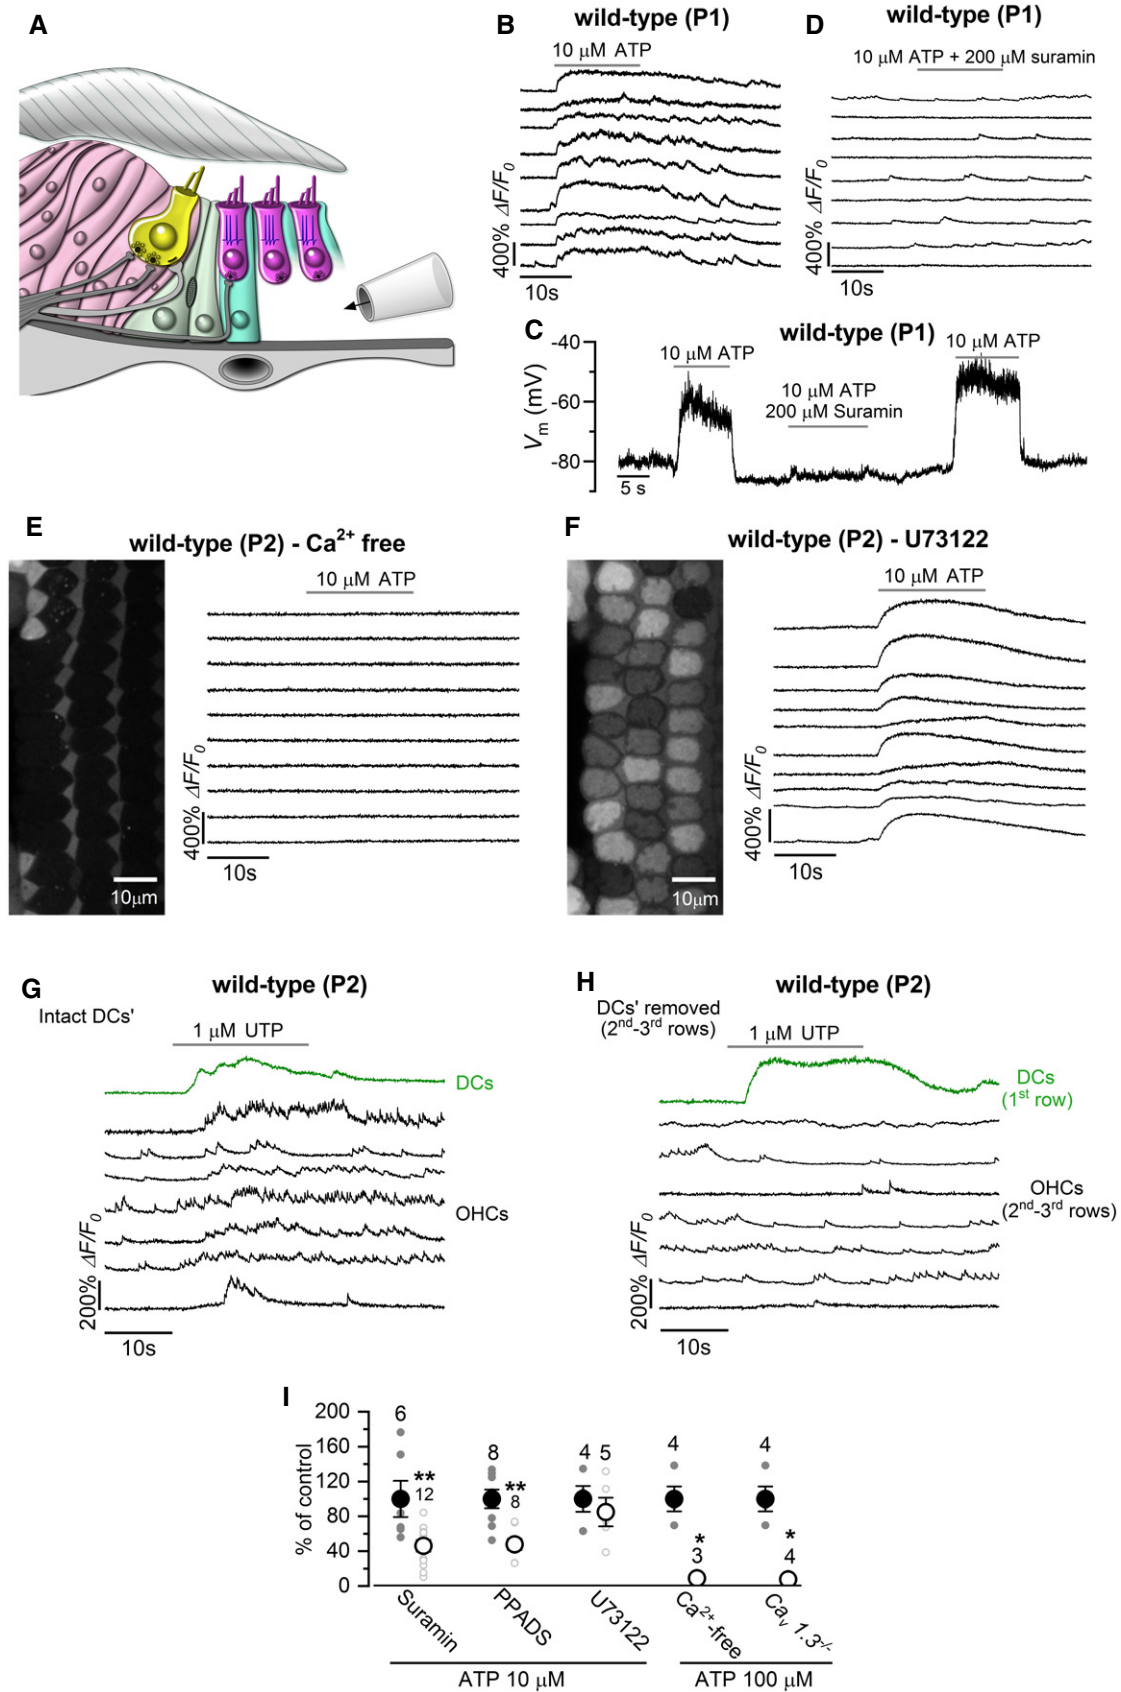 A
B
wild-type (P1)
10 μM ATP
400% ΔF/F0
10s
D
wild-type (P1)
10 μM ATP + 200 μM suramin
400% ΔF/F0
10s
C
wild-type (P1)
Vm (mV)
-40
-60
-80
10 μM ATP
10 μM ATP
200 μM Suramin
10 μM ATP
5 s
E
wild-type (P2) - Ca2+ free
10 μM ATP
400% ΔF/F0
10s
10μm
F
wild-type (P2) - U73122
10 μM ATP
400% ΔF/F0
10s
10μm
G
wild-type (P2)
Intact DCs'
1 μM UTP
DCs
OHCs
200% ΔF/F0
10s
H
wild-type (P2)
DCs' removed
(2nd-3rd rows)
1 μM UTP
DCs
(1st row)
OHCs
(2nd-3rd rows)
200% ΔF/F0
10s
I
% of control
200
160
120
80
40
0
6
**
12
8
**
8
4
5
4
*
3
4
*
4
Suramin
PPADS
U73122
Ca2+-free
Cav 1.3-/-
ATP 10 μM
ATP 100 μM